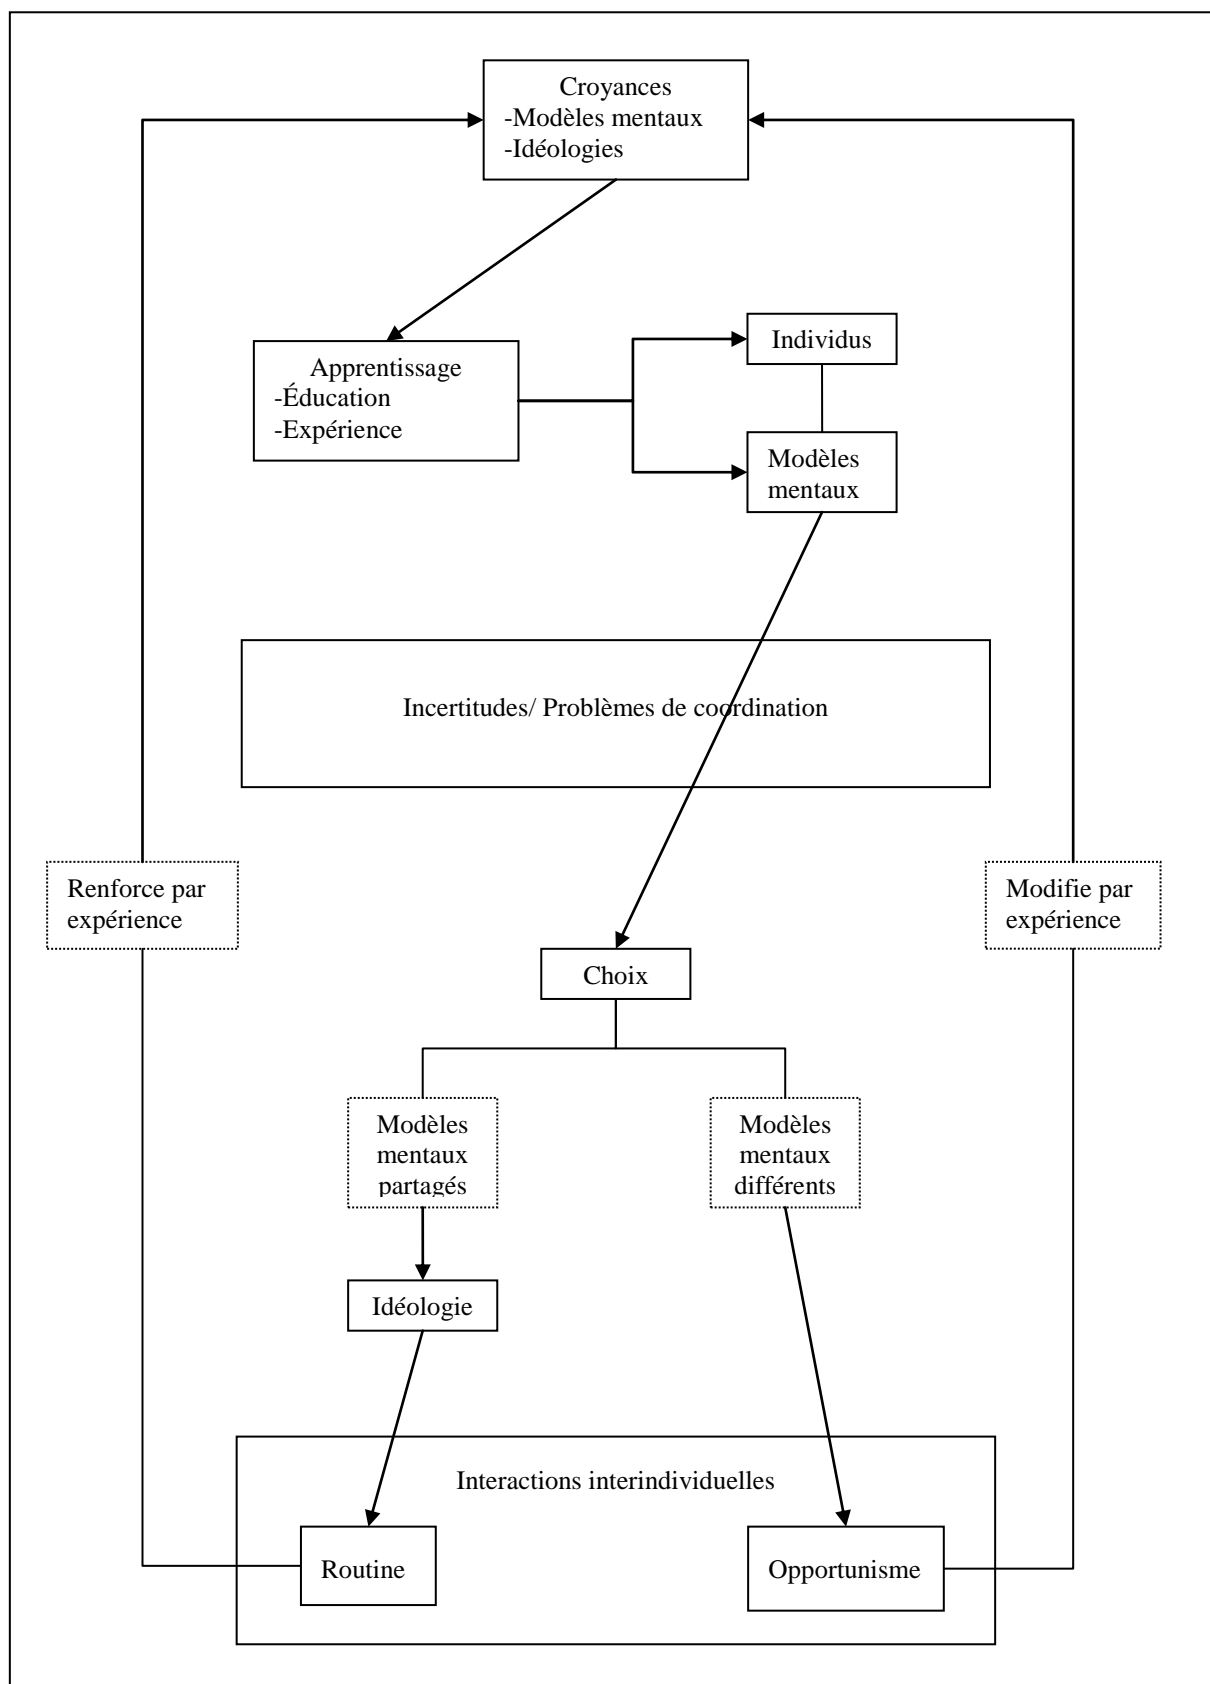 Croyances
-Modèles mentaux
-Idéologies
Individus
Apprentissage
-Éducation
-Expérience
Modèles
mentaux
Incertitudes/ Problèmes de coordination
Renforce par
expérience
Modifie par
expérience
Choix
Modèles
mentaux
partagés
Modèles
mentaux
différents
Idéologie
Interactions interindividuelles
Routine
Opportunisme